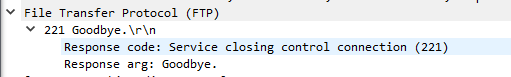 File Transfer Protocol (FTP)
221 Goodbye.\r\n
Response code: Service closing control connection (221)
Response arg: Goodbye.